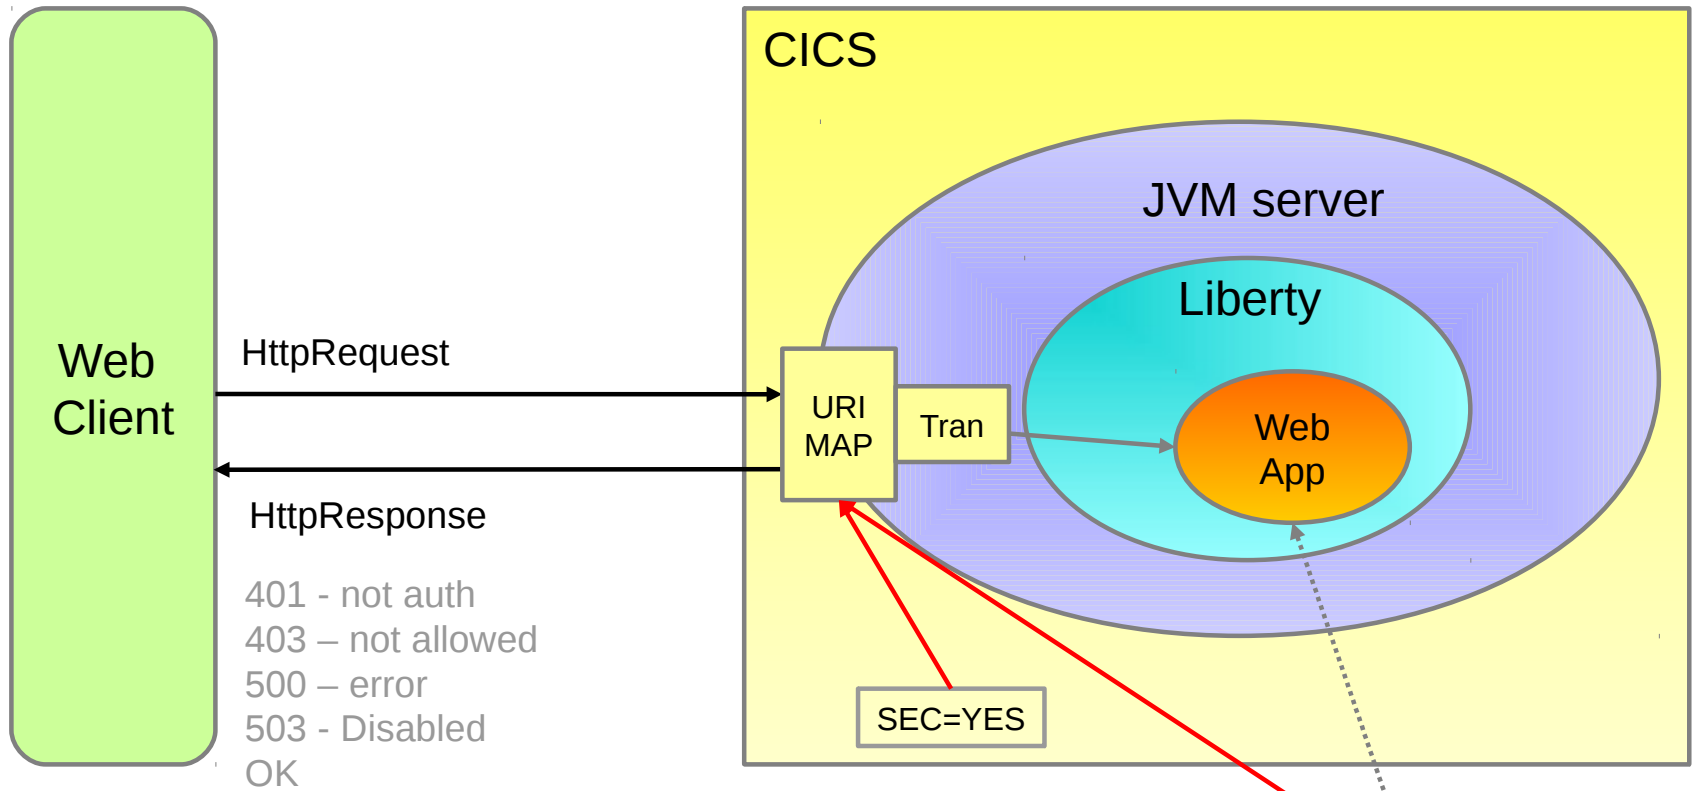 CICS
JVM server
Liberty
Web
Client
HttpRequest
URI
MAP
Tran
Web
App
HttpResponse
401 - not auth
403 – not allowed
500 – error
503 - Disabled
OK
SEC=YES